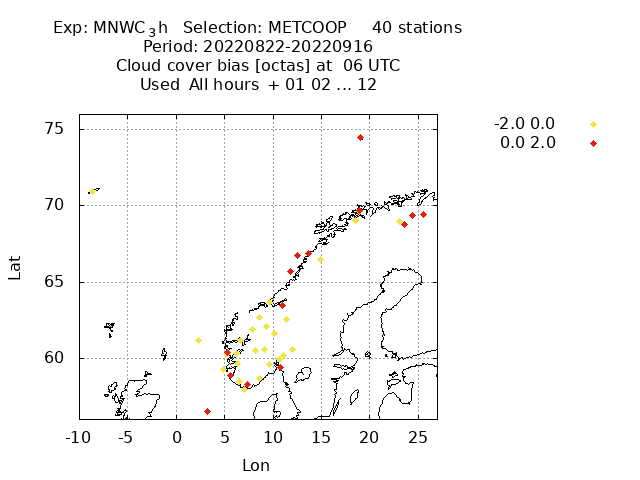 Exp: MNWC_3h Selection: METCOOP 40 stations
Period: 20220822-20220916
Cloud cover bias [octas] at 06 UTC
Used All hours + 01 02 ... 12
-2.0 0.0
0.0 2.0
75
70
65
60
Lat
-10 -5 0 5 10 15 20 25
Lon